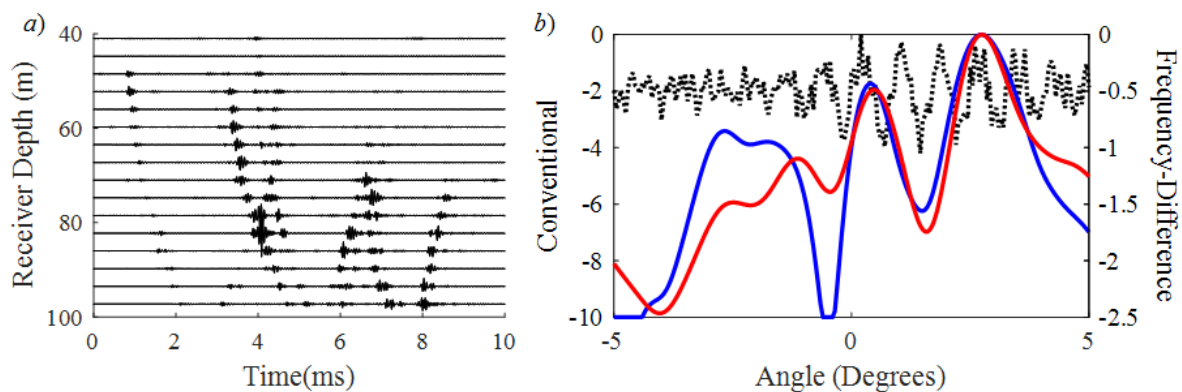 a)
Receiver Depth (m)
40
60
80
100
0 2 4 6 8 10
Time(ms)
b)
Conventional
0
-2
-4
-6
-8
-10
-5 0 5
Angle (Degrees)
0
-0.5
-1
-1.5
-2
-2.5
Frequency-Difference